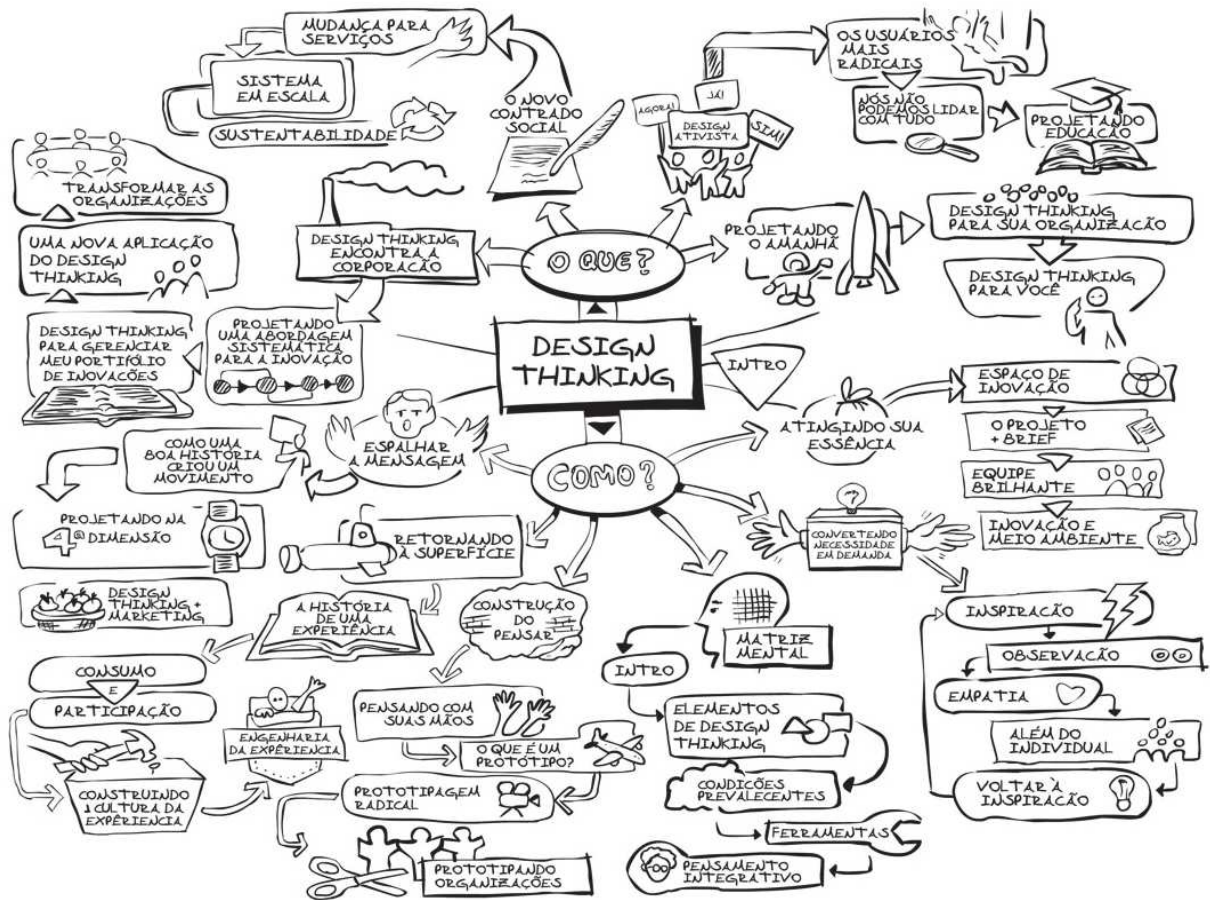 MUDANÇA PARA
SERVIÇOS
SISTEMA
EM ESCALA
SUSTENTABILIDADE
O NOVO
CONTRADO
SOCIAL
AGORA!
JÁ!
DESIGN
ATIVISTA
SIM!
OS USUÁRIOS
MAIS
RADICAIS
NÓS NÃO
PODEMOS LIDAR
COM TUDO
PROJETANDO
EDUCAÇÃO
TRANSFORMAR AS
ORGANIZAÇÕES
UMA NOVA APLICAÇÃO
DO DESIGN
THINKING
DESIGN THINKING
PARA GERENCIAR
MEU PORTIFÓLIO
DE INOVAÇÕES
DESIGN THINKING
ENCONTRA A
CORPORAÇÃO
PROJETANDO
UMA ABORDAGEM
SISTEMÁTICA
PARA A INOVAÇÃO
O QUE?
PROJETANDO
O AMANHÃ
DESIGN THINKING
PARA SUA ORGANIZAÇÃO
DESIGN THINKING
PARA VOCÊ
DESIGN
THINKING
INTRO
ATINGINDO SUA
ESSÊNCIA
ESPAÇO DE
INOVAÇÃO
O PROJETO
+ BRIEF
EQUIPE
BRILHANTE
INOVAÇÃO E
MEIO AMBIENTE
COMO?
ESPALHAR
A MENSAGEM
COMO UMA
BOA HISTÓRIA
CRIOU UM
MOVIMENTO
PROJETANDO NA
4ª DIMENSÃO
DESIGN
THINKING +
MARKETING
RETORNANDO
À SUPERFÍCIE
A HISTÓRIA
DE UMA
EXPERIÊNCIA
CONSUMO
E
PARTICIPAÇÃO
CONSTRUINDO
A CULTURA DA
EXPÊRIENCIA
ENGENHARIA
DA EXPÊRIENCIA
CONSTRUÇÃO
DO
PENSAR
PENSANDO COM
SUAS MÃOS
O QUE É UM
PROTÓTIPO?
PROTOTIPAGEM
RADICAL
PROTOTIPANDO
ORGANIZAÇÕES
MATRIZ
MENTAL
INTRO
ELEMENTOS
DE DESIGN
THINKING
CONDIÇÕES
PREVALECENTES
FERRAMENTAS
PENSAMENTO
INTEGRATIVO
?
CONVERTENDO
NECESSIDADE
EM DEMANDA
INSPIRAÇÃO
OBSERVAÇÃO
EMPATIA
ALÉM DO
INDIVIDUAL
VOLTAR À
INSPIRAÇÃO